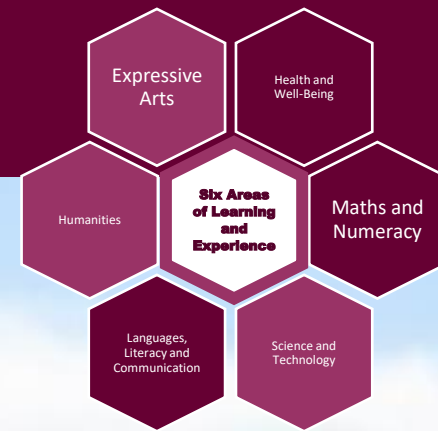 Expressive
Arts
Health and
Well-Being
Humanities
Six Areas
of Learning
and
Experience
Maths and
Numeracy
Languages,
Literacy and
Communication
Science and
Technology